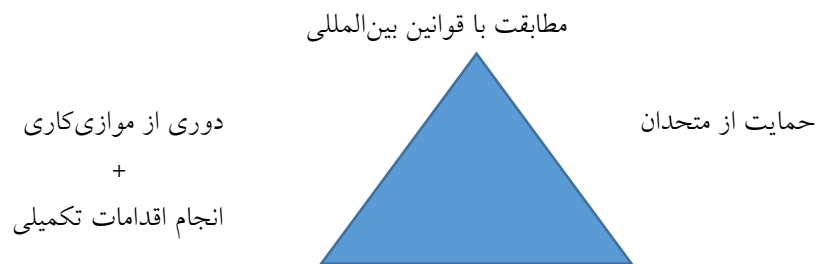 مطابقت با قوانین بین‌المللی
حمایت از متحدان
دوری از موازی‌کاری
+
انجام اقدامات تکمیلی